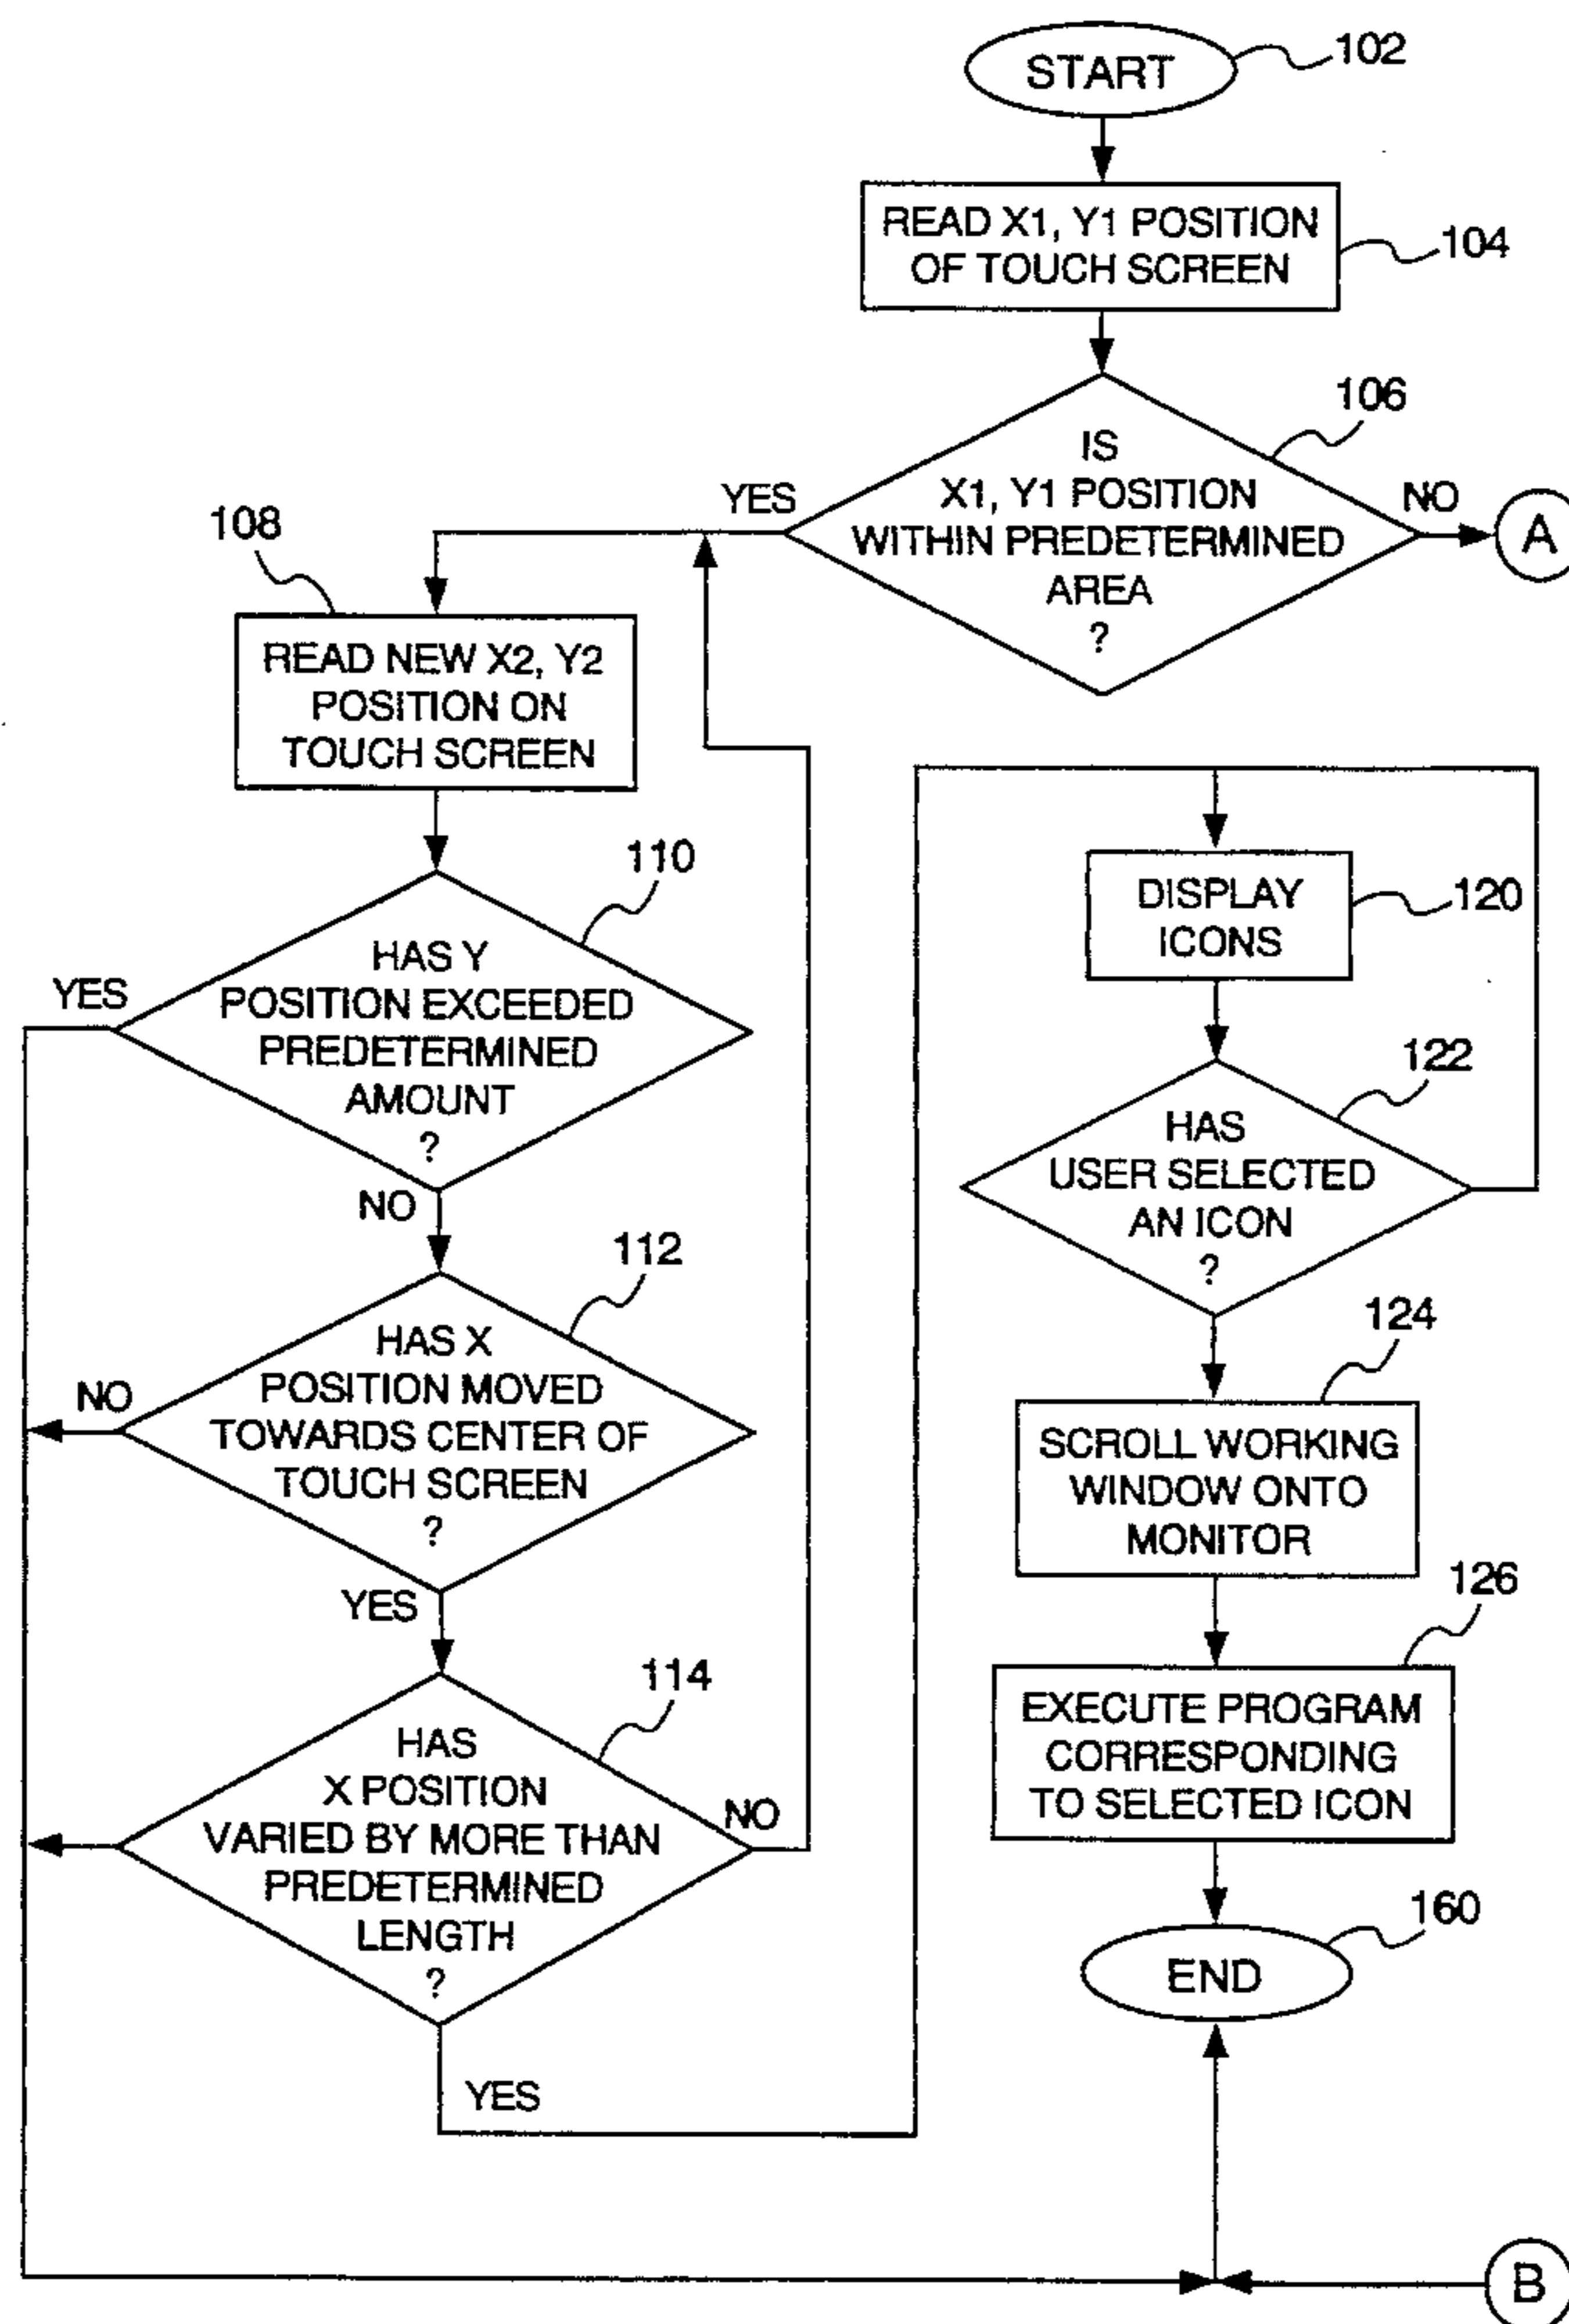 START
102
READ X1, Y1 POSITION
OF TOUCH SCREEN
104
IS
X1, Y1 POSITION
WITHIN PREDETERMINED
AREA
?
106
YES
NO
A
108
READ NEW X2, Y2
POSITION ON
TOUCH SCREEN
110
HAS Y
POSITION EXCEEDED
PREDETERMINED
AMOUNT
?
YES
NO
112
HAS X
POSITION MOVED
TOWARDS CENTER OF
TOUCH SCREEN
?
NO
YES
114
HAS
X POSITION
VARIED BY MORE THAN
PREDETERMINED
LENGTH
?
NO
YES
DISPLAY
ICONS
120
122
HAS
USER SELECTED
AN ICON
?
124
SCROLL WORKING
WINDOW ONTO
MONITOR
126
EXECUTE PROGRAM
CORRESPONDING
TO SELECTED ICON
160
END
B